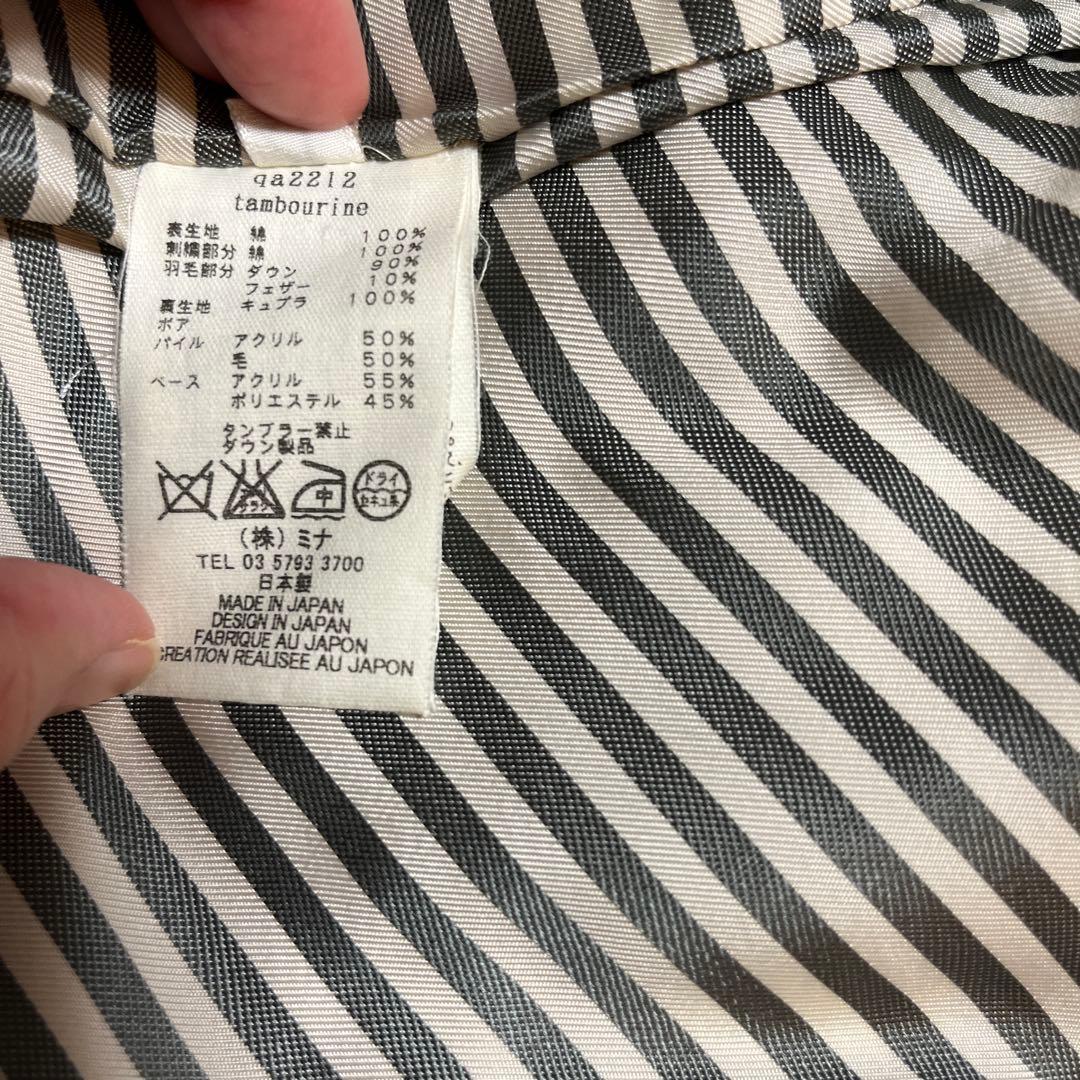 qa2212
tambourine
表生地 綿 100%
刺繍部分 綿 100%
羽毛部分 ダウン 90%
フェザー 10%
裏生地 キュプラ 100%
ボア
パイル アクリル 50%
毛 50%
ベース アクリル 55%
ポリエステル 45%
タンブラー禁止
ダウン製品
中 ドライ
セキユ系
(株)ミナ
TEL 03 5793 3700
日本製
MADE IN JAPAN
DESIGN IN JAPAN
FABRIQUE AU JAPON
CREATION REALISEE AU JAPON